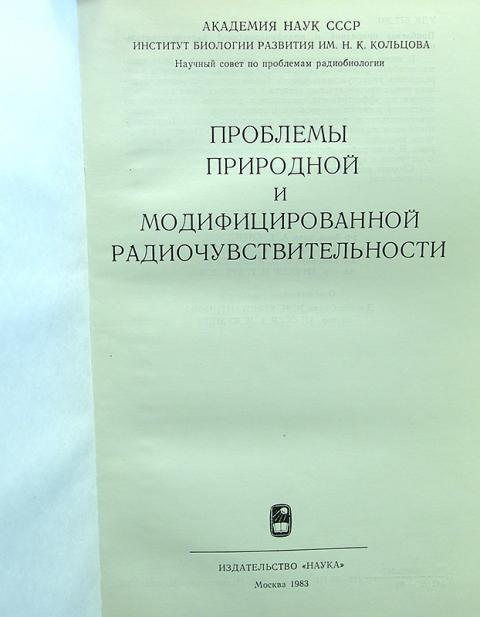 АКАДЕМИЯ НАУК СССР
ИНСТИТУТ БИОЛОГИИ РАЗВИТИЯ ИМ. Н. К. КОЛЬЦОВА
Научный совет по проблемам радиобиологии
ПРОБЛЕМЫ
ПРИРОДНОЙ
И
МОДИФИЦИРОВАННОЙ
РАДИОЧУВСТВИТЕЛЬНОСТИ
ИЗДАТЕЛЬСТВО «НАУКА»
Москва 1983